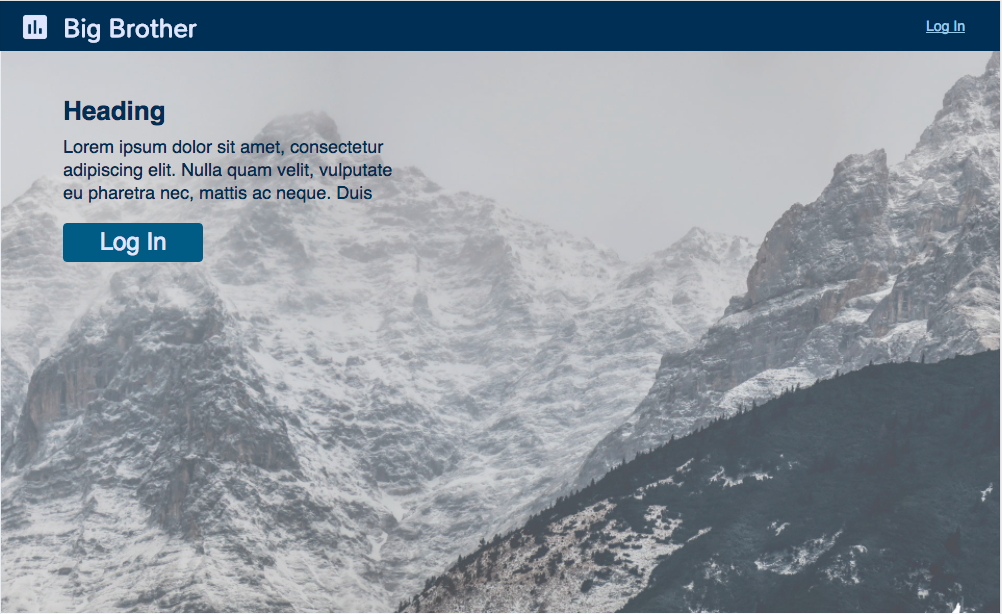 Big Brother
Log In
Heading
Lorem ipsum dolor sit amet, consectetur
adipiscing elit. Nulla quam velit, vulputate
eu pharetra nec, mattis ac neque. Duis
Log In